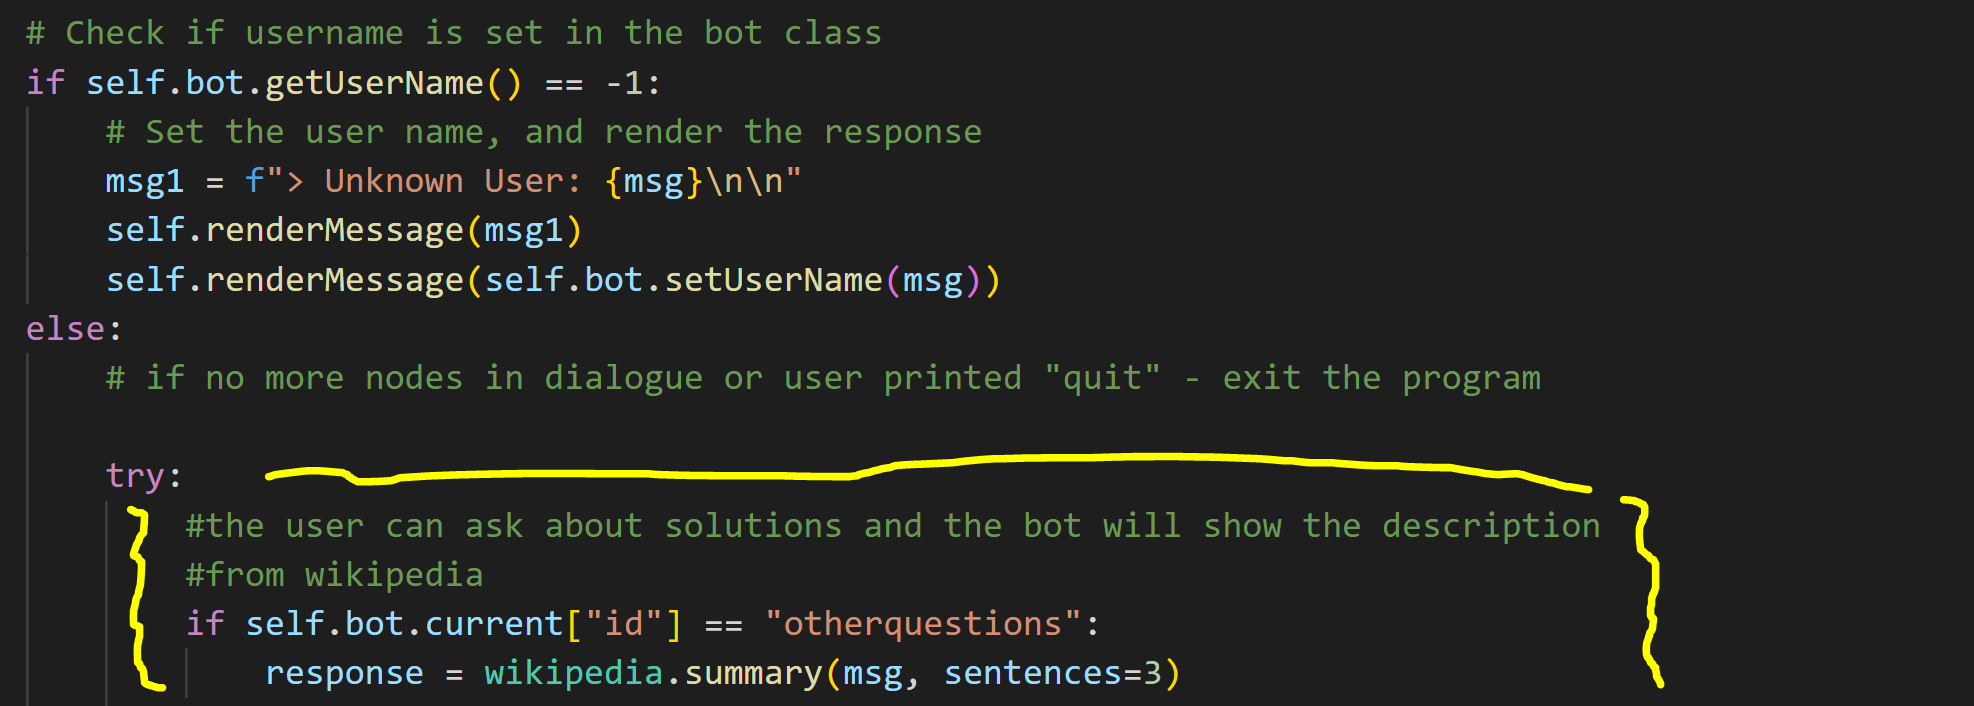 # Check if username is set in the bot class
if self.bot.getUserName() == -1:
# Set the user name, and render the response
msg1 = f"> Unknown User: {msg}\n\n"
self.renderMessage(msg1)
self.renderMessage(self.bot.setUserName(msg))
else:
# if no more nodes in dialogue or user printed "quit" - exit the program
try:
#the user can ask about solutions and the bot will show the description
#from wikipedia
if self.bot.current["id"] == "otherquestions":
response = wikipedia.summary(msg, sentences=3)